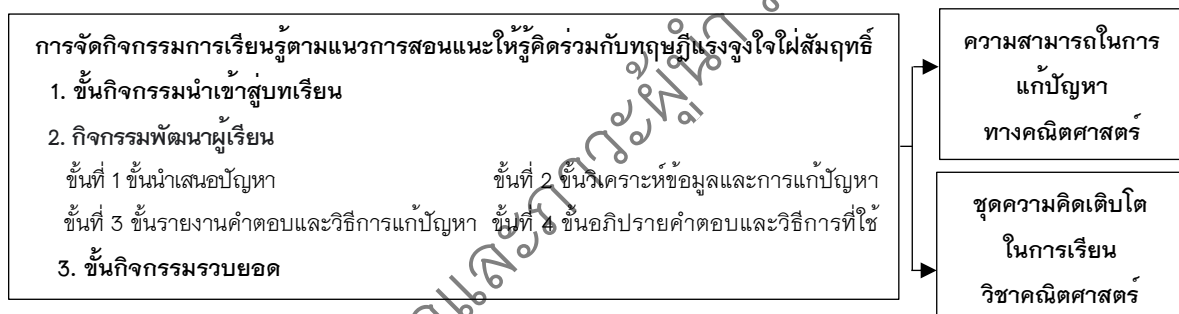 การจัดกิจกรรมการเรียนรู้ตามแนวการสอนแนะให้รู้คิดร่วมกับทฤษฎีแรงจูงใจใฝ่สัมฤทธิ์
1. ขั้นกิจกรรมนำเข้าสู่บทเรียน
2. กิจกรรมพัฒนาผู้เรียน
ขั้นที่ 1 ขั้นนำเสนอปัญหา ขั้นที่ 2 ขั้นวิเคราะห์ข้อมูลและการแก้ปัญหา
ขั้นที่ 3 ขั้นรายงานคำตอบและวิธีการแก้ปัญหา ขั้นที่ 4 ขั้นอภิปรายคำตอบและวิธีการที่ใช้
3. ขั้นกิจกรรมรวบยอด
ความสามารถในการ
แก้ปัญหา
ทางคณิตศาสตร์
ชุดความคิดเติบโต
ในการเรียน
วิชาคณิตศาสตร์
และภาวะผู้นำ